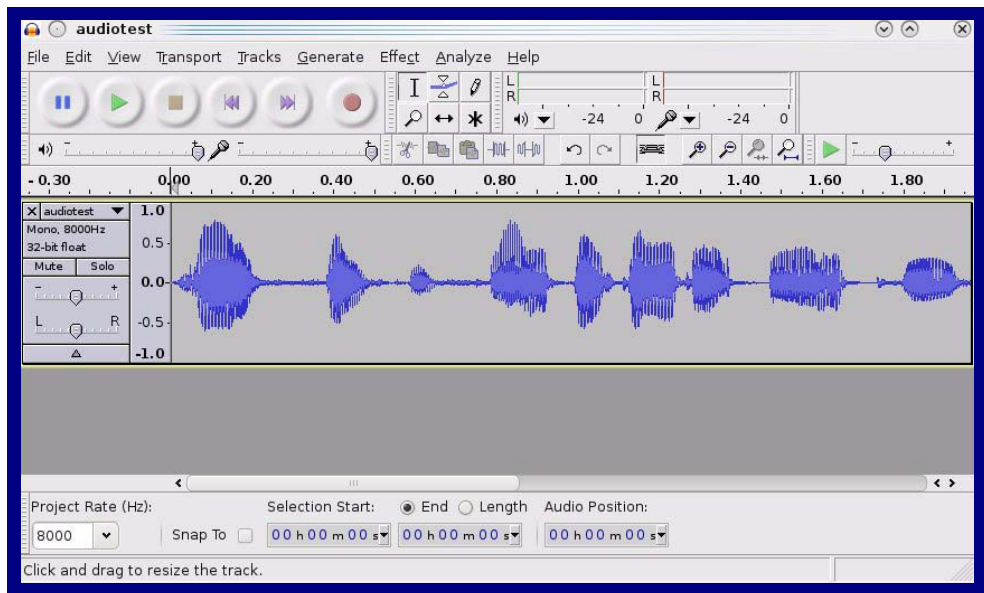 audiotest
File Edit View Transport Tracks Generate Effect Analyze Help
L L
R R
-24 0 -24 0
- +
- 0.30 0.00 0.20 0.40 0.60 0.80 1.00 1.20 1.40 1.60 1.80
X audiotest 1.0
Mono, 8000Hz
32-bit float 0.5
Mute Solo
- + 0.0
L R -0.5
-1.0
Project Rate (Hz): Selection Start: End Length Audio Position:
8000 Snap To 00 h 00 m 00 s 00 h 00 m 00 s 00 h 00 m 00 s
Click and drag to resize the track.